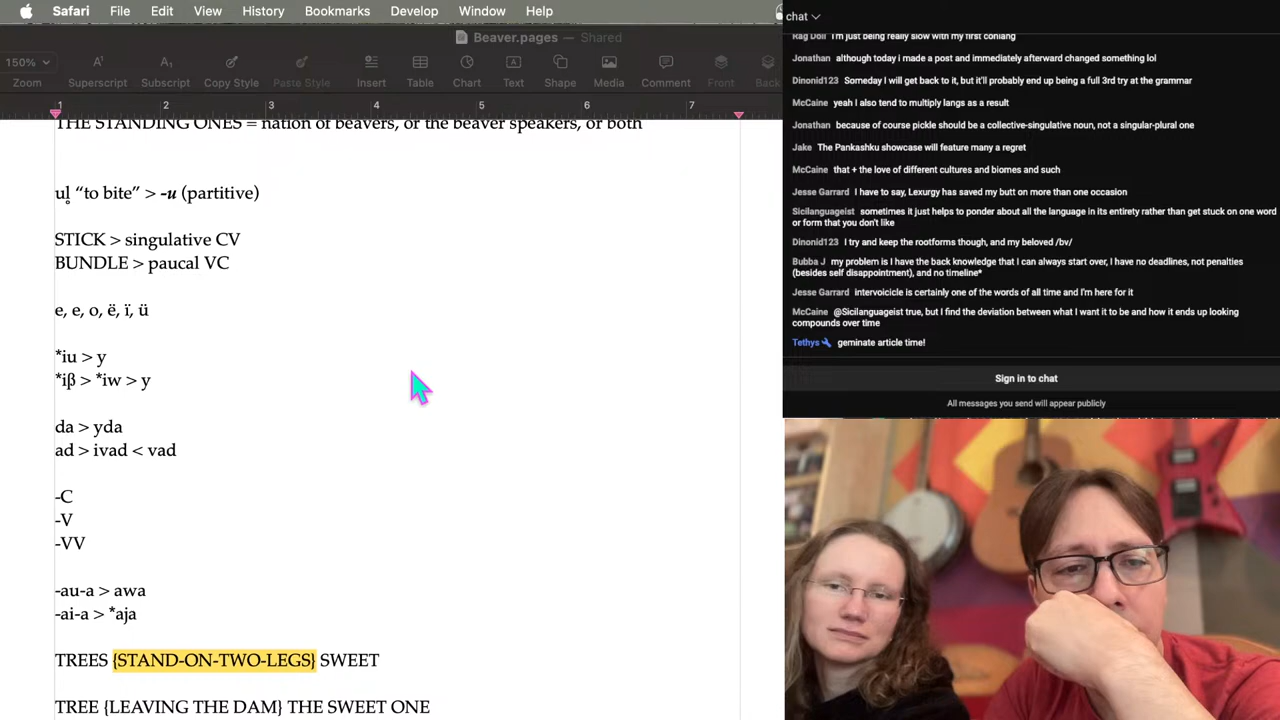 Safari File Edit View History Bookmarks Develop Window Help
Beaver.pages — Shared
150%
Zoom Superscript Subscript Copy Style Paste Style Insert Table Chart Text Shape Media Comment Front Back
1 2 3 4 5 6 7
THE STANDING ONES = nation of beavers, or the beaver speakers, or both
ul̥ “to bite” > -u (partitive)
STICK > singulative CV
BUNDLE > paucal VC
e, e, o, ë, ï, ü
*iu > y
*iβ > *iw > y
da > yda
ad > ivad < vad
-C
-V
-VV
-au-a > awa
-ai-a > *aja
TREES {STAND-ON-TWO-LEGS} SWEET
TREE {LEAVING THE DAM} THE SWEET ONE
chat
Rag Doll I'm just being really slow with my first conlang
Jonathan although today i made a post and immediately afterward changed something lol
Dinonid123 Someday I will get back to it, but it'll probably end up being a full 3rd try at the grammar
McCaine yeah I also tend to multiply langs as a result
Jonathan because of course pickle should be a collective-singulative noun, not a singular-plural one
Jake The Pankashku showcase will feature many a regret
McCaine that + the love of different cultures and biomes and such
Jesse Garrard I have to say, Lexurgy has saved my butt on more than one occasion
Sicilanguageist sometimes it just helps to ponder about all the language in its entirety rather than get stuck on one word
or form that you don't like
Dinonid123 I try and keep the rootforms though, and my beloved /bv/
Bubba J my problem is I have the back knowledge that I can always start over, I have no deadlines, not penalties
(besides self disappointment), and no timeline*
Jesse Garrard intervoicicle is certainly one of the words of all time and I'm here for it
McCaine @Sicilanguageist true, but I find the deviation between what I want it to be and how it ends up looking
compounds over time
Tethys geminate article time!
Sign in to chat
All messages you send will appear publicly